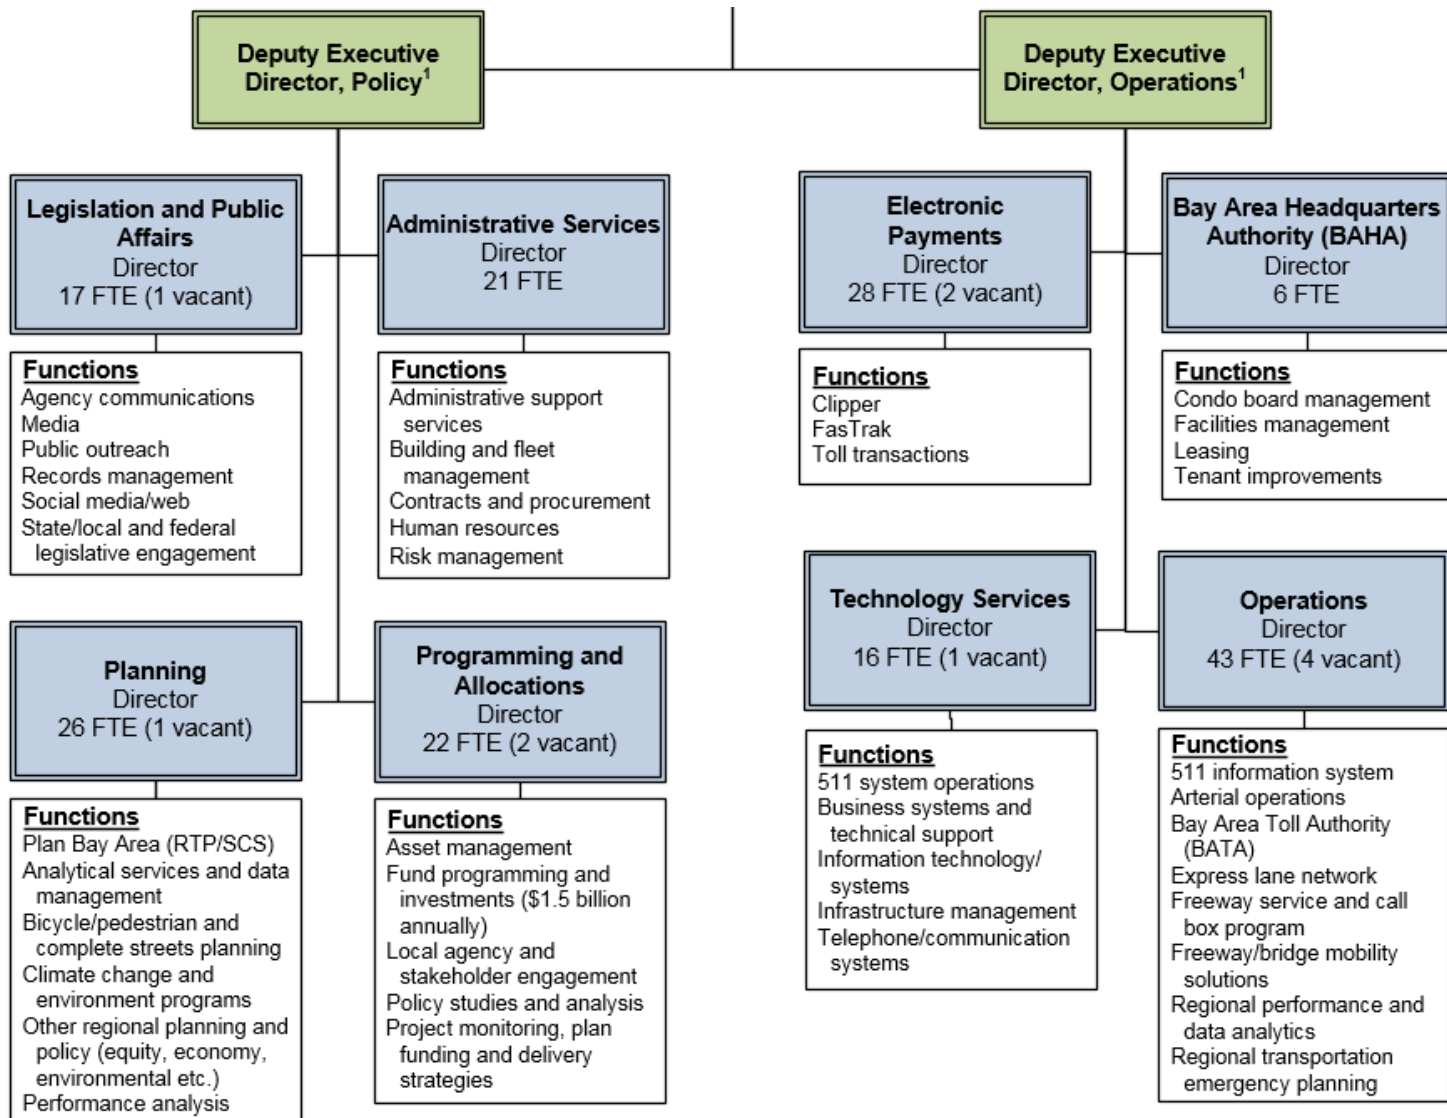 Deputy Executive
Director, Policy¹
Deputy Executive
Director, Operations¹
Legislation and Public
Affairs
Director
17 FTE (1 vacant)
Functions
Agency communications
Media
Public outreach
Records management
Social media/web
State/local and federal
legislative engagement
Administrative Services
Director
21 FTE
Functions
Administrative support
services
Building and fleet
management
Contracts and procurement
Human resources
Risk management
Electronic
Payments
Director
28 FTE (2 vacant)
Functions
Clipper
FasTrak
Toll transactions
Bay Area Headquarters
Authority (BAHA)
Director
6 FTE
Functions
Condo board management
Facilities management
Leasing
Tenant improvements
Planning
Director
26 FTE (1 vacant)
Functions
Plan Bay Area (RTP/SCS)
Analytical services and data
management
Bicycle/pedestrian and
complete streets planning
Climate change and
environment programs
Other regional planning and
policy (equity, economy,
environmental etc.)
Performance analysis
Programming and
Allocations
Director
22 FTE (2 vacant)
Functions
Asset management
Fund programming and
investments ($1.5 billion
annually)
Local agency and
stakeholder engagement
Policy studies and analysis
Project monitoring, plan
funding and delivery
strategies
Technology Services
Director
16 FTE (1 vacant)
Functions
511 system operations
Business systems and
technical support
Information technology/
systems
Infrastructure management
Telephone/communication
systems
Operations
Director
43 FTE (4 vacant)
Functions
511 information system
Arterial operations
Bay Area Toll Authority
(BATA)
Express lane network
Freeway service and call
box program
Freeway/bridge mobility
solutions
Regional performance and
data analytics
Regional transportation
emergency planning